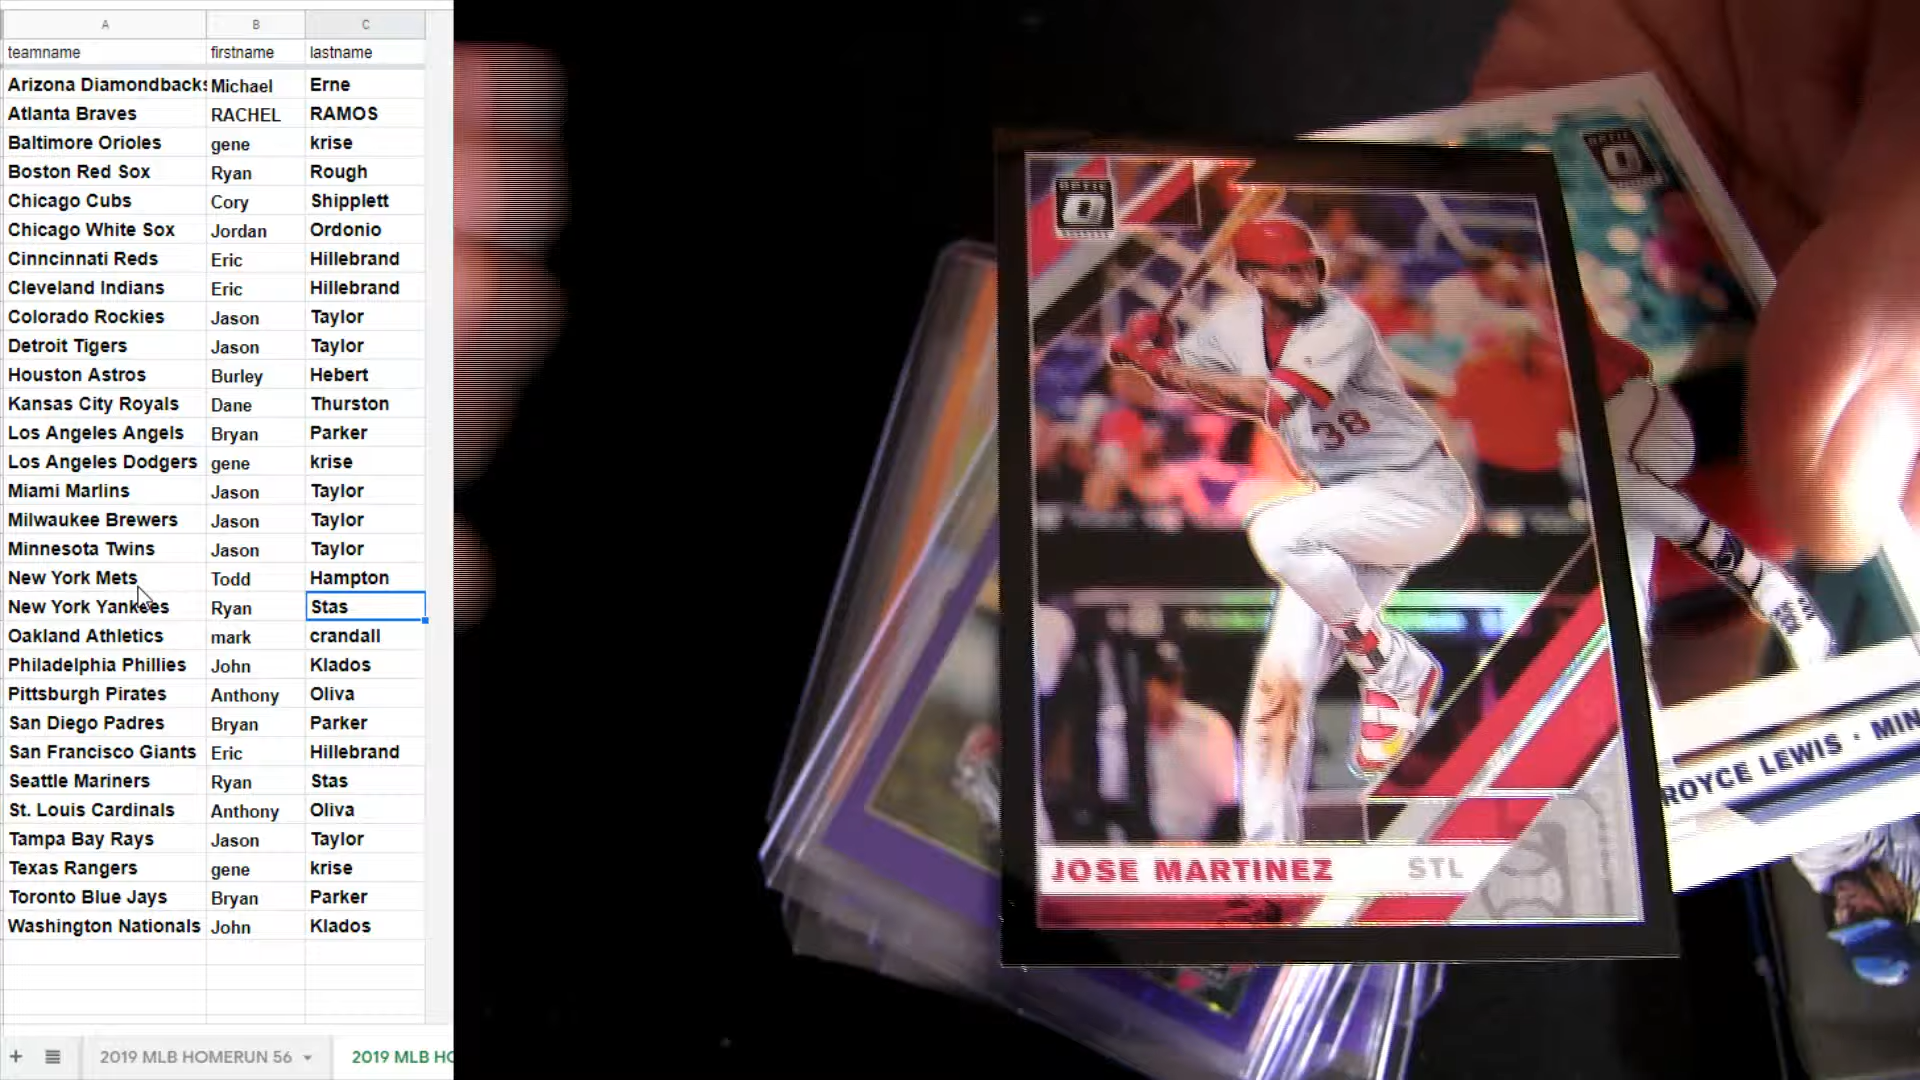 A B C
teamname firstname lastname
Arizona Diamondbacks Michael Erne
Atlanta Braves RACHEL RAMOS
Baltimore Orioles gene krise
Boston Red Sox Ryan Rough
Chicago Cubs Cory Shipplett
Chicago White Sox Jordan Ordonio
Cinncinnati Reds Eric Hillebrand
Cleveland Indians Eric Hillebrand
Colorado Rockies Jason Taylor
Detroit Tigers Jason Taylor
Houston Astros Burley Hebert
Kansas City Royals Dane Thurston
Los Angeles Angels Bryan Parker
Los Angeles Dodgers gene krise
Miami Marlins Jason Taylor
Milwaukee Brewers Jason Taylor
Minnesota Twins Jason Taylor
New York Mets Todd Hampton
New York Yankees Ryan Stas
Oakland Athletics mark crandall
Philadelphia Phillies John Klados
Pittsburgh Pirates Anthony Oliva
San Diego Padres Bryan Parker
San Francisco Giants Eric Hillebrand
Seattle Mariners Ryan Stas
St. Louis Cardinals Anthony Oliva
Tampa Bay Rays Jason Taylor
Texas Rangers gene krise
Toronto Blue Jays Bryan Parker
Washington Nationals John Klados
2019 MLB HOMERUN 56 2019 MLB HO
OPTIC
38
JOSE MARTINEZ STL
ROYCE LEWIS · MIN